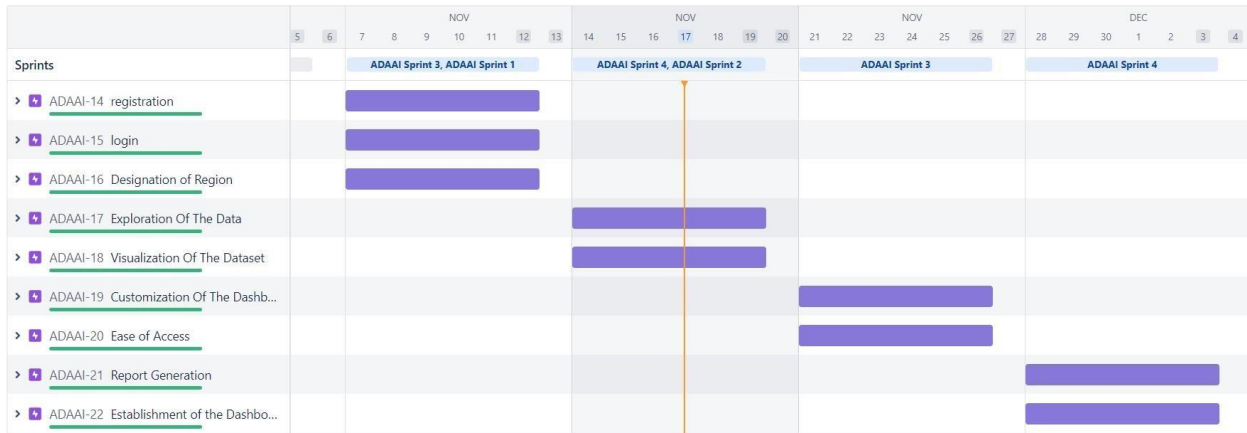 NOV NOV NOV DEC
5 6 7 8 9 10 11 12 13 14 15 16 17 18 19 20 21 22 23 24 25 26 27 28 29 30 1 2 3 4
Sprints ADAAI Sprint 3, ADAAI Sprint 1 ADAAI Sprint 4, ADAAI Sprint 2 ADAAI Sprint 3 ADAAI Sprint 4
ADAAI-14 registration
ADAAI-15 login
ADAAI-16 Designation of Region
ADAAI-17 Exploration Of The Data
ADAAI-18 Visualization Of The Dataset
ADAAI-19 Customization Of The Dashb...
ADAAI-20 Ease of Access
ADAAI-21 Report Generation
ADAAI-22 Establishment of the Dashbo...